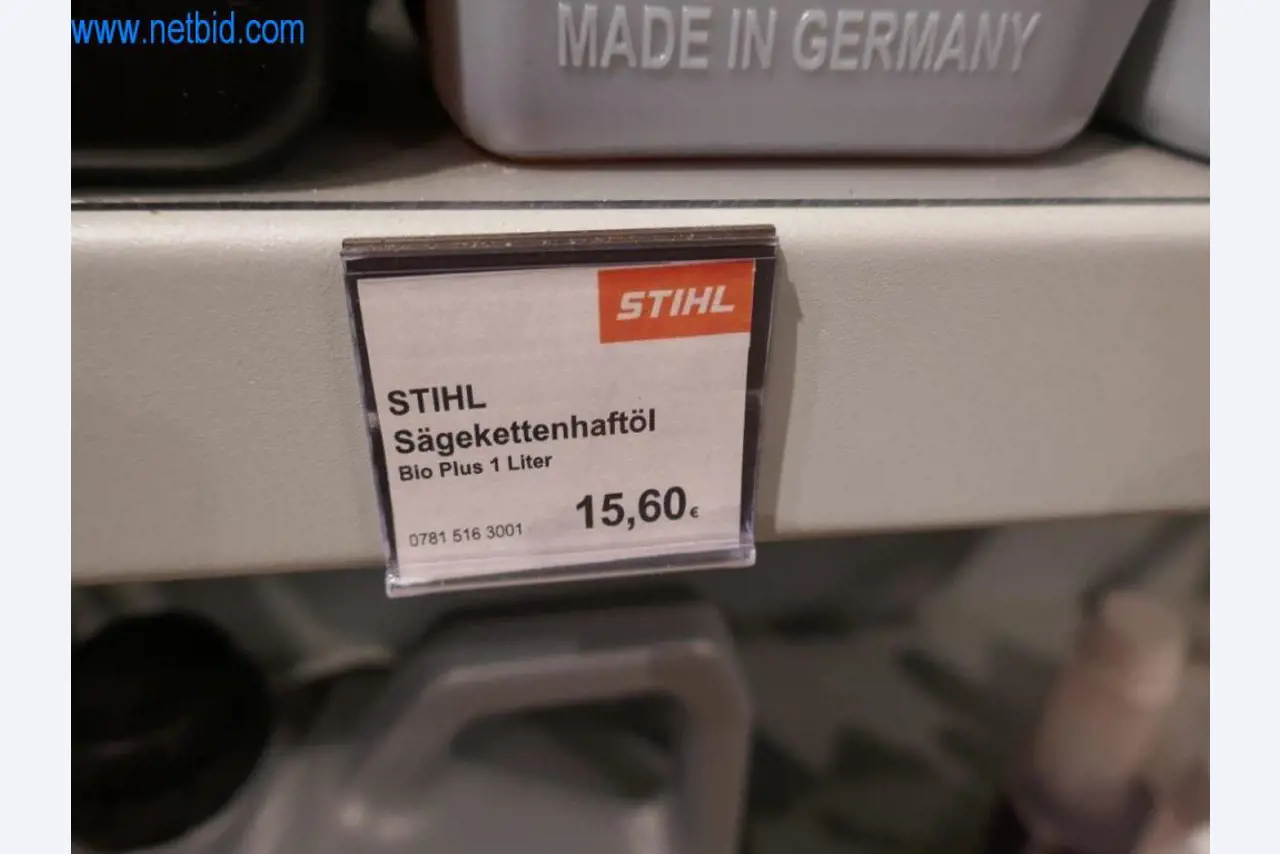 www.netbid.com
MADE IN GERMANY
STIHL
STIHL
Sägekettenhaftöl
Bio Plus 1 Liter
15,60€
0781 516 3001